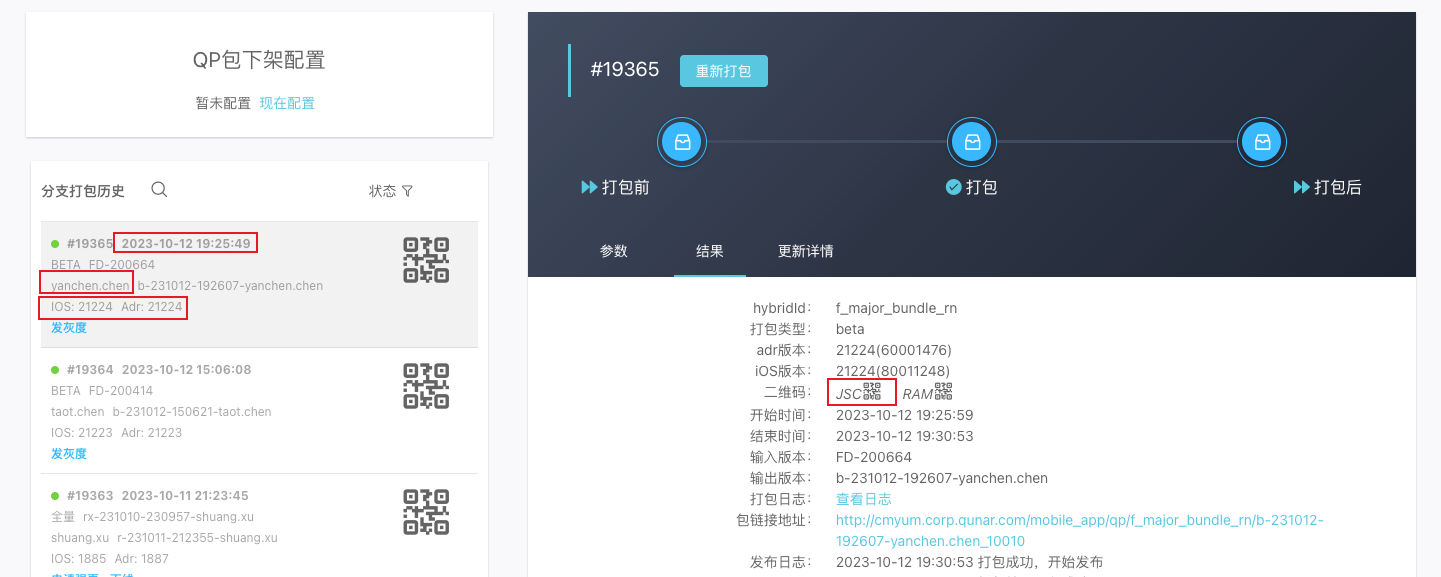 QP包下架配置
暂未配置 现在配置
分支打包历史
状态
#19365 2023-10-12 19:25:49
BETA FD-200664
yanchen.chen b-231012-192607-yanchen.chen
IOS: 21224 Adr: 21224
发灰度
#19364 2023-10-12 15:06:08
BETA FD-200414
taot.chen b-231012-150621-taot.chen
IOS: 21223 Adr: 21223
发灰度
#19363 2023-10-11 21:23:45
全量 rx-231010-230957-shuang.xu
shuang.xu r-231011-212355-shuang.xu
IOS: 1885 Adr: 1887
#19365 重新打包
打包前 打包 打包后
参数 结果 更新详情
hybridId: f_major_bundle_rn
打包类型: beta
adr版本: 21224(60001476)
iOS版本: 21224(80011248)
二维码: JSC RAM
开始时间: 2023-10-12 19:25:59
结束时间: 2023-10-12 19:30:53
输入版本: FD-200664
输出版本: b-231012-192607-yanchen.chen
打包日志: 查看日志
包链接地址: http://cmyum.corp.qunar.com/mobile_app/qp/f_major_bundle_rn/b-231012-
192607-yanchen.chen_10010
发布日志: 2023-10-12 19:30:53 打包成功，开始发布